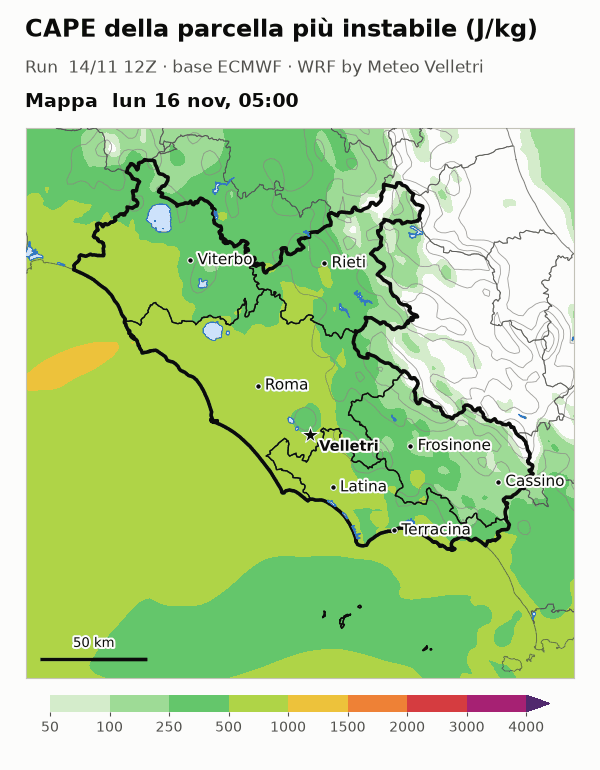 CAPE della parcella più instabile (J/kg)
Run  14/11 12Z · base ECMWF · WRF by Meteo Velletri
Mappa  lun 16 nov, 05:00
Viterbo
Rieti
Roma
Velletri
Frosinone
Latina
Cassino
Terracina
50 km
50 100 250 500 1000 1500 2000 3000 4000